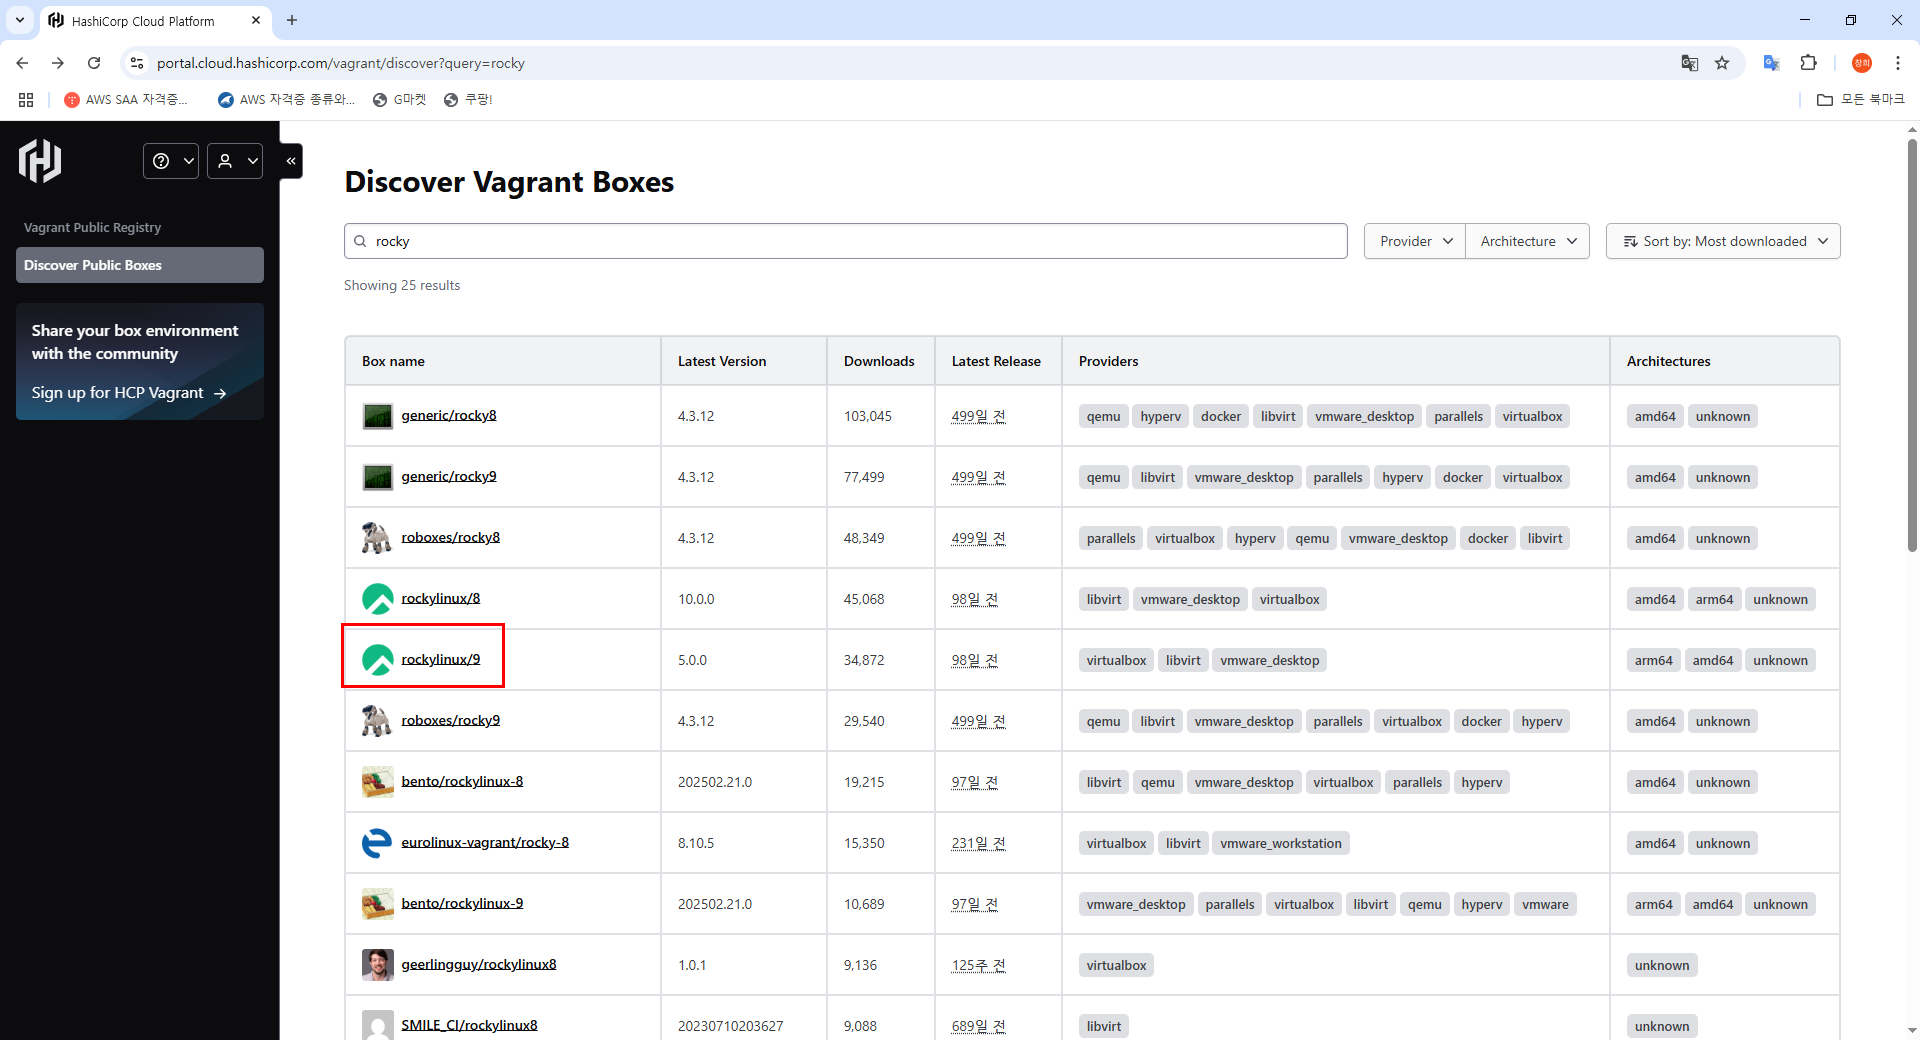 HashiCorp Cloud Platform
portal.cloud.hashicorp.com/vagrant/discover?query=rocky
창희
AWS SAA 자격증...
AWS 자격증 종류와...
G마켓
쿠팡!
모든 북마크
Vagrant Public Registry
Discover Public Boxes
Share your box environment
with the community
Sign up for HCP Vagrant →
Discover Vagrant Boxes
rocky
Provider
Architecture
Sort by: Most downloaded
Showing 25 results
Box name Latest Version Downloads Latest Release Providers Architectures
generic/rocky8 4.3.12 103,045 499일 전 qemu hyperv docker libvirt vmware_desktop parallels virtualbox amd64 unknown
generic/rocky9 4.3.12 77,499 499일 전 qemu libvirt vmware_desktop parallels hyperv docker virtualbox amd64 unknown
roboxes/rocky8 4.3.12 48,349 499일 전 parallels virtualbox hyperv qemu vmware_desktop docker libvirt amd64 unknown
rockylinux/8 10.0.0 45,068 98일 전 libvirt vmware_desktop virtualbox amd64 arm64 unknown
rockylinux/9 5.0.0 34,872 98일 전 virtualbox libvirt vmware_desktop arm64 amd64 unknown
roboxes/rocky9 4.3.12 29,540 499일 전 qemu libvirt vmware_desktop parallels virtualbox docker hyperv amd64 unknown
bento/rockylinux-8 202502.21.0 19,215 97일 전 libvirt qemu vmware_desktop virtualbox parallels hyperv amd64 unknown
eurolinux-vagrant/rocky-8 8.10.5 15,350 231일 전 virtualbox libvirt vmware_workstation amd64 unknown
bento/rockylinux-9 202502.21.0 10,689 97일 전 vmware_desktop parallels virtualbox libvirt qemu hyperv vmware arm64 amd64 unknown
geerlingguy/rockylinux8 1.0.1 9,136 125주 전 virtualbox unknown
SMILE_CI/rockylinux8 20230710203627 9,088 689일 전 libvirt unknown